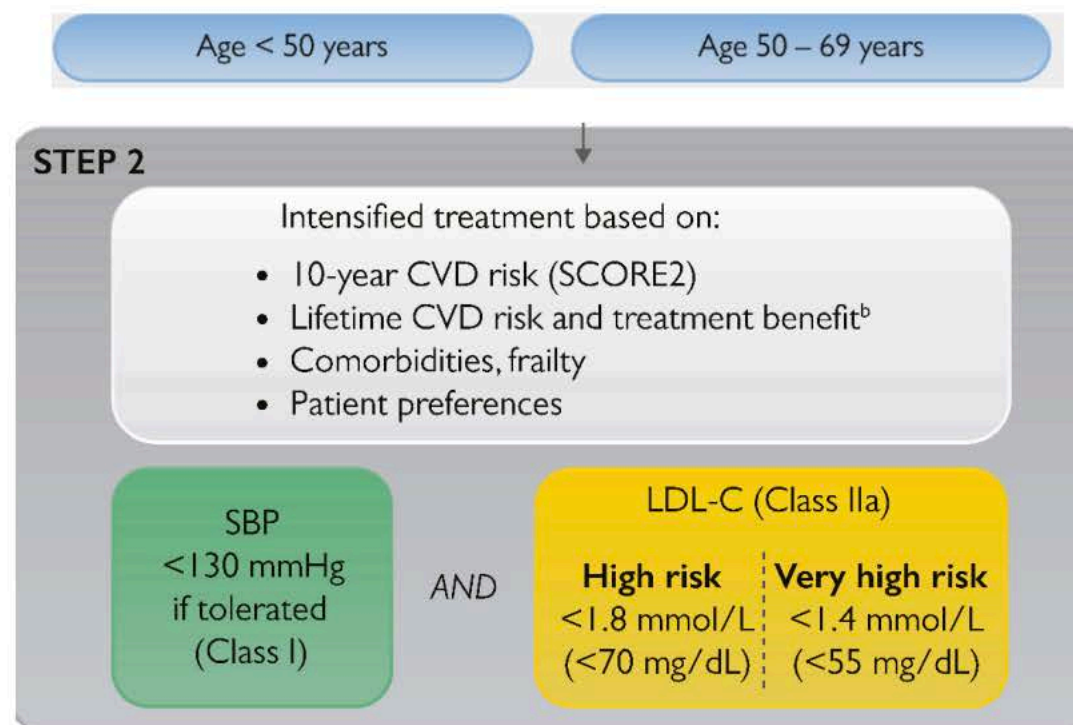 Age < 50 years
Age 50 – 69 years
STEP 2
Intensified treatment based on:
• 10-year CVD risk (SCORE2)
• Lifetime CVD risk and treatment benefitᵇ
• Comorbidities, frailty
• Patient preferences
SBP
<130 mmHg
if tolerated
(Class I)
AND
LDL-C (Class IIa)
High risk
<1.8 mmol/L
(<70 mg/dL)
Very high risk
<1.4 mmol/L
(<55 mg/dL)